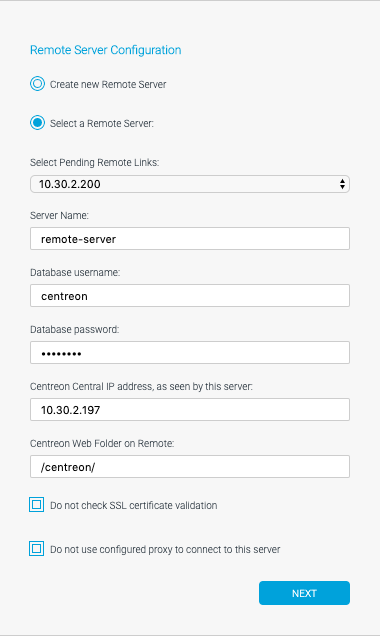 Remote Server Configuration
Create new Remote Server
Select a Remote Server:
Select Pending Remote Links:
10.30.2.200
Server Name:
remote-server
Database username:
centreon
Database password:
••••••••
Centreon Central IP address, as seen by this server:
10.30.2.197
Centreon Web Folder on Remote:
/centreon/
Do not check SSL certificate validation
Do not use configured proxy to connect to this server
NEXT